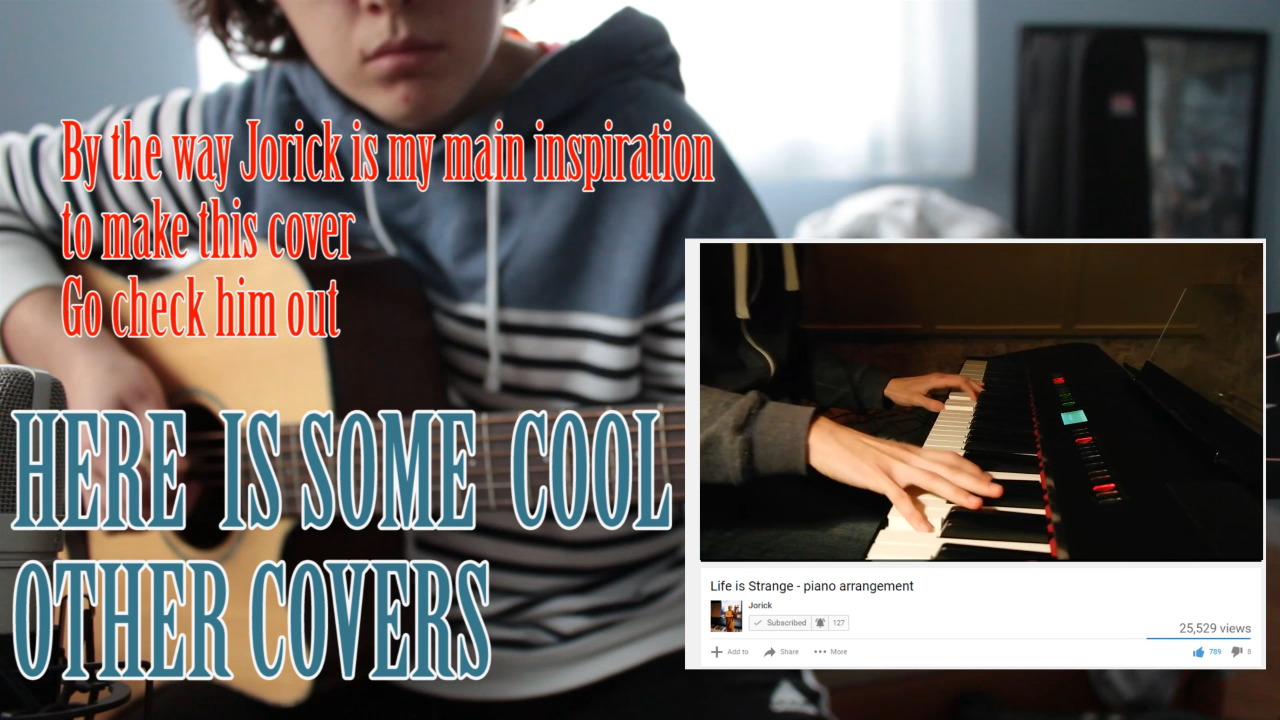 By the way Jorick is my main inspiration
to make this cover
Go check him out
HERE IS SOME COOL
OTHER COVERS
Life is Strange - piano arrangement
Jorick
Subscribed 127
25,529 views
Add to Share More 789 8